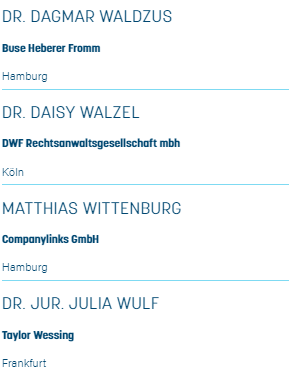 DR. DAGMAR WALDZUS
Buse Heberer Fromm
Hamburg
DR. DAISY WALZEL
DWF Rechtsanwaltsgesellschaft mbh
Köln
MATTHIAS WITTENBURG
Companylinks GmbH
Hamburg
DR. JUR. JULIA WULF
Taylor Wessing
Frankfurt